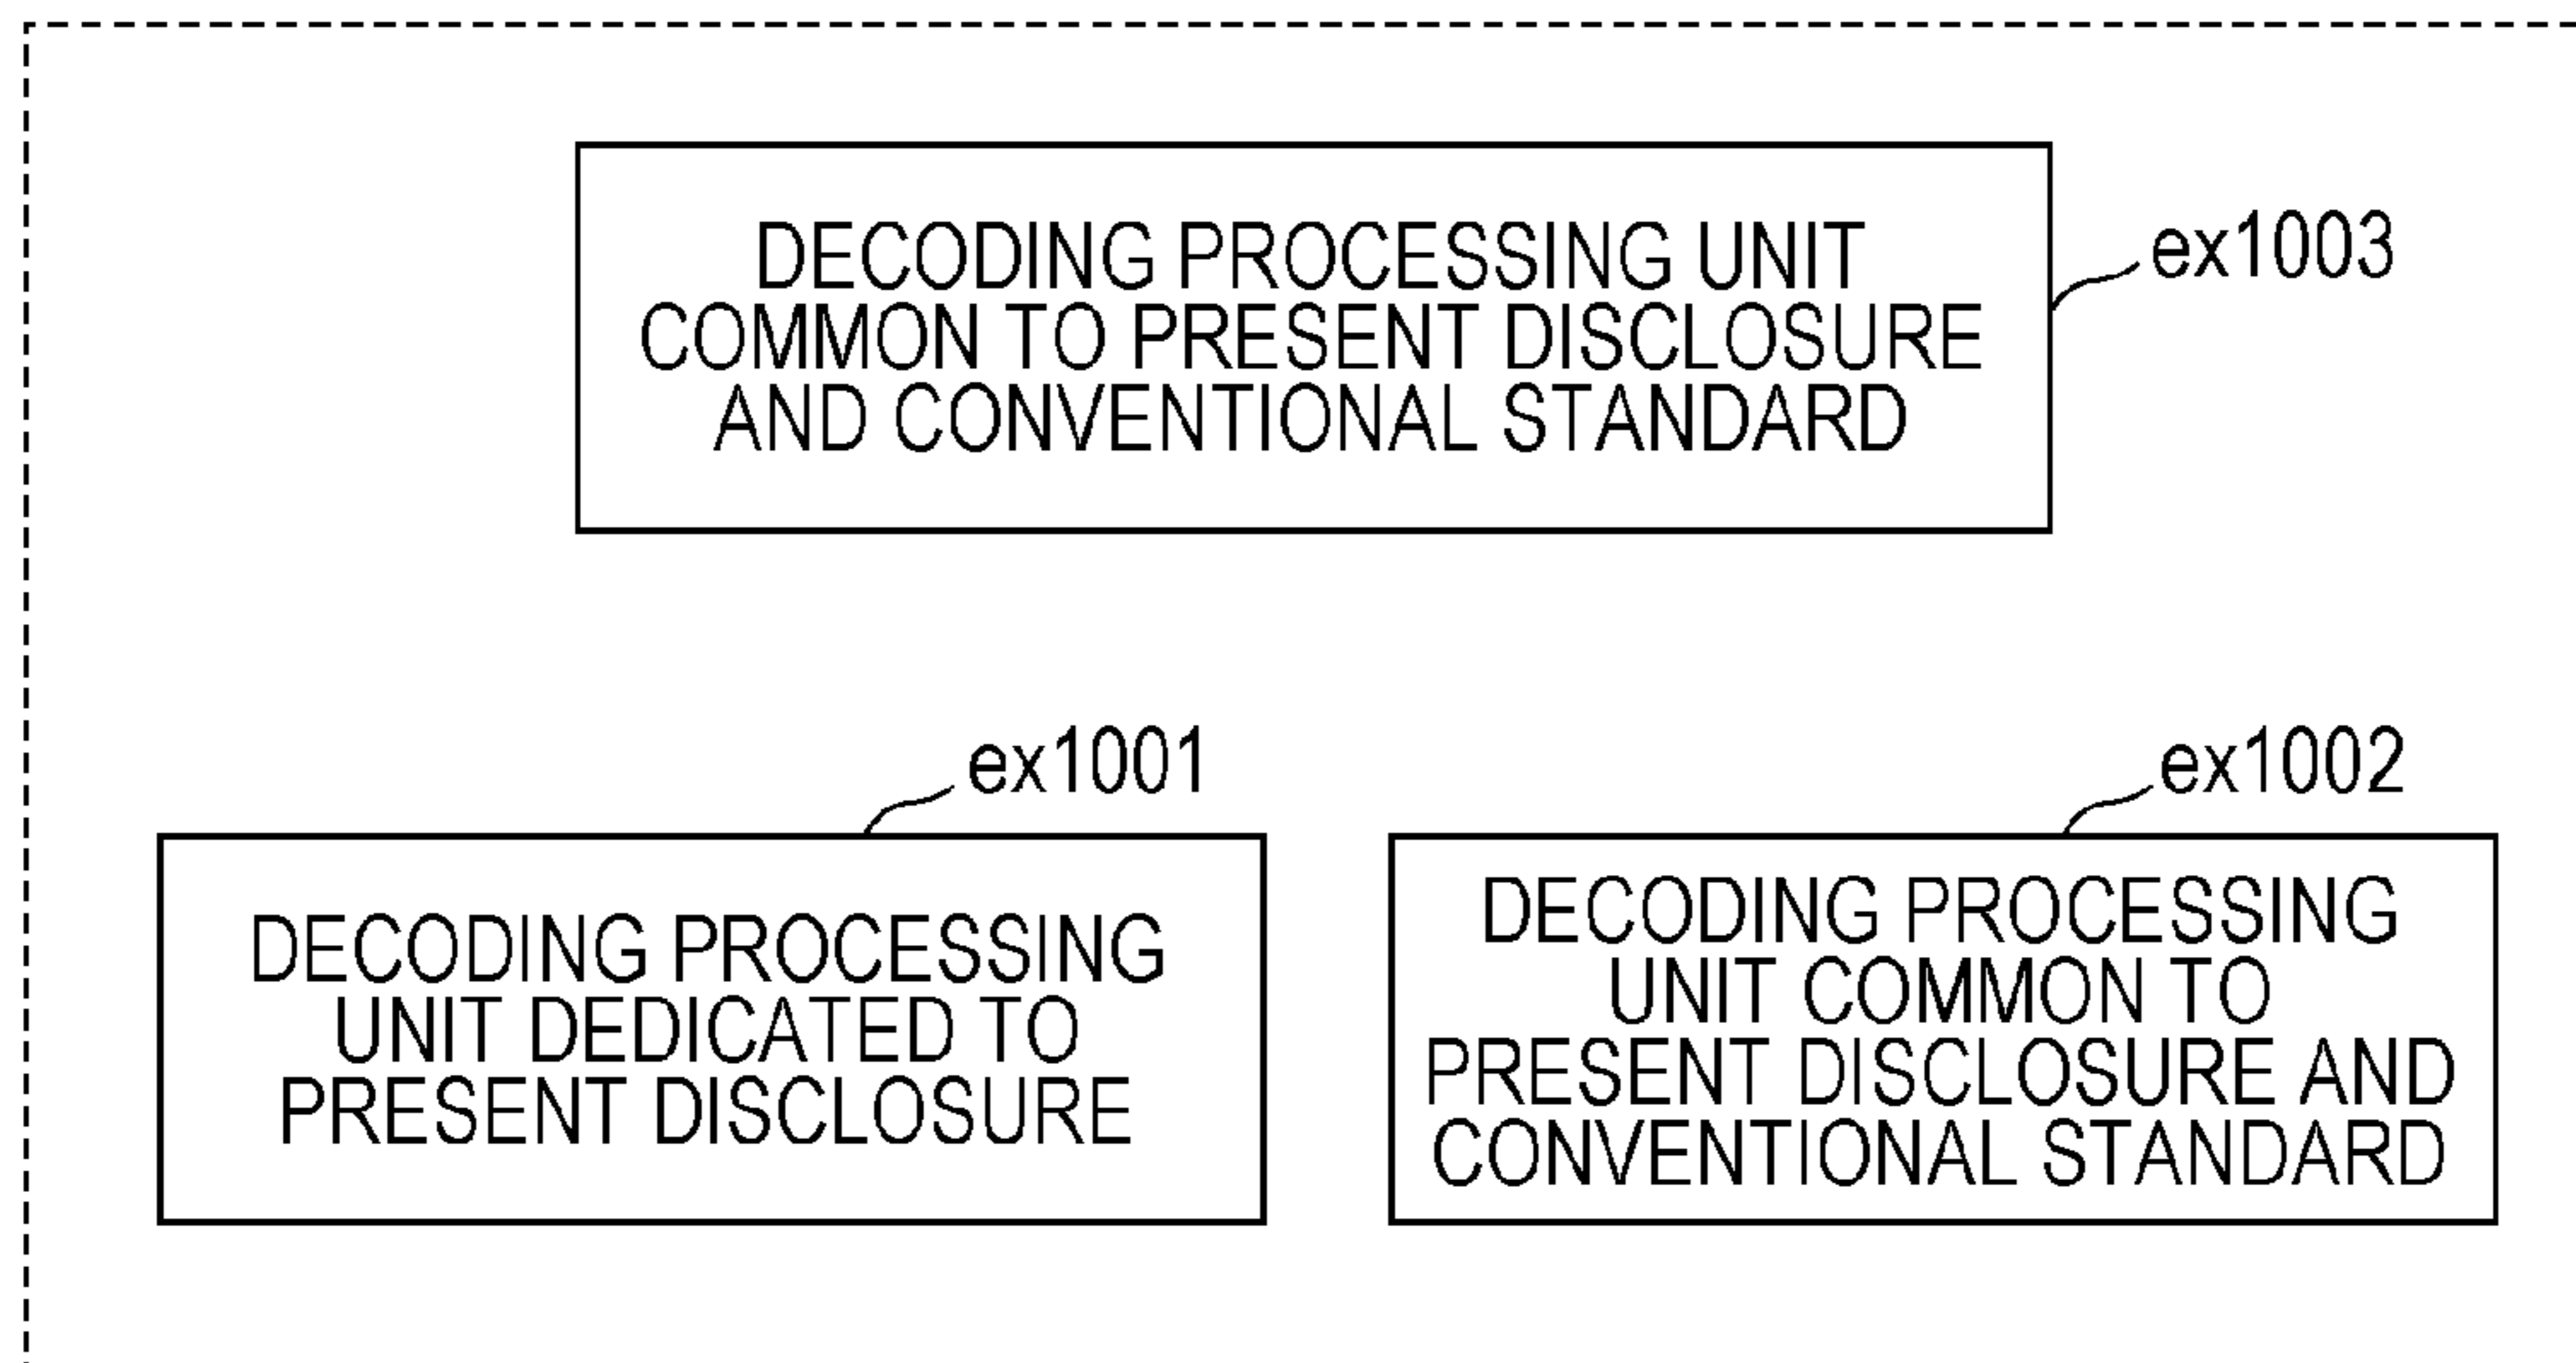 DECODING PROCESSING UNIT
COMMON TO PRESENT DISCLOSURE
AND CONVENTIONAL STANDARD
ex1003
ex1001
DECODING PROCESSING
UNIT DEDICATED TO
PRESENT DISCLOSURE
ex1002
DECODING PROCESSING
UNIT COMMON TO
PRESENT DISCLOSURE AND
CONVENTIONAL STANDARD